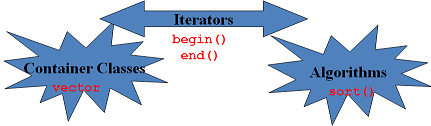 Iterators
begin()
end()
Container Classes
vector
Algorithms
sort()